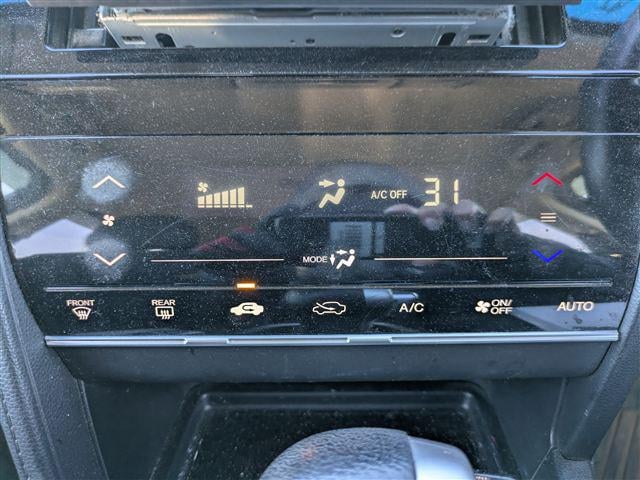 A/C OFF 31
MODE
FRONT REAR A/C ON/OFF AUTO